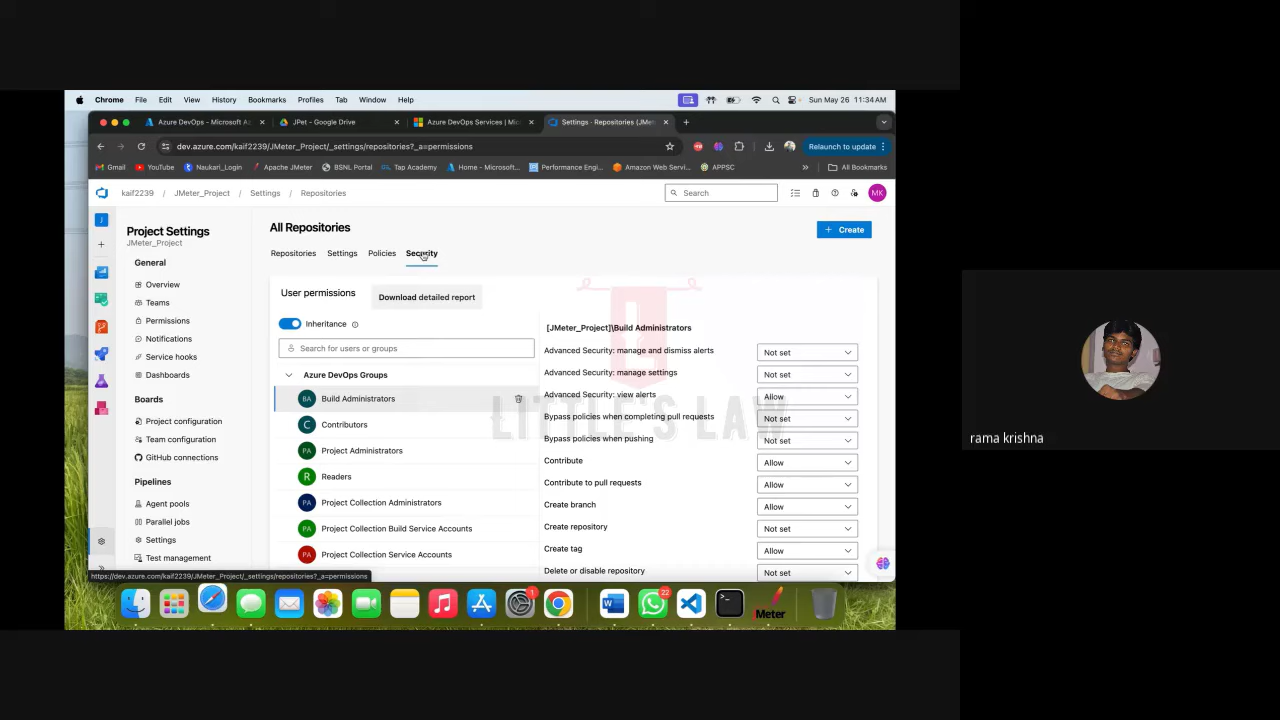 Chrome File Edit View History Bookmarks Profiles Tab Window Help Sun May 26 11:34 AM
Azure DevOps - Microsoft Az JPet - Google Drive Azure DevOps Services | Mic Settings · Repositories (JMet
dev.azure.com/kaif2239/JMeter_Project/_settings/repositories?_a=permissions Relaunch to update
Gmail YouTube Naukari_Login Apache JMeter BSNL Portal Tap Academy Home - Microsoft... Performance Engi... Amazon Web Servi... APPSC » All Bookmarks
kaif2239 / JMeter_Project / Settings / Repositories Search MK
J
Project Settings
JMeter_Project
General
Overview
Teams
Permissions
Notifications
Service hooks
Dashboards
Boards
Project configuration
Team configuration
GitHub connections
Pipelines
Agent pools
Parallel jobs
Settings
Test management
All Repositories
+ Create
Repositories Settings Policies Security
User permissions Download detailed report
Inheritance
Search for users or groups
Azure DevOps Groups
BA Build Administrators
C Contributors
PA Project Administrators
R Readers
PA Project Collection Administrators
PA Project Collection Build Service Accounts
PA Project Collection Service Accounts
[JMeter_Project]\Build Administrators
Advanced Security: manage and dismiss alerts Not set
Advanced Security: manage settings Not set
Advanced Security: view alerts Allow
Bypass policies when completing pull requests Not set
Bypass policies when pushing Not set
Contribute Allow
Contribute to pull requests Allow
Create branch Allow
Create repository Not set
Create tag Allow
Delete or disable repository Not set
LITTLE'S LAW
https://dev.azure.com/kaif2239/JMeter_Project/_settings/repositories?_a=permissions
1
22
Meter
rama krishna